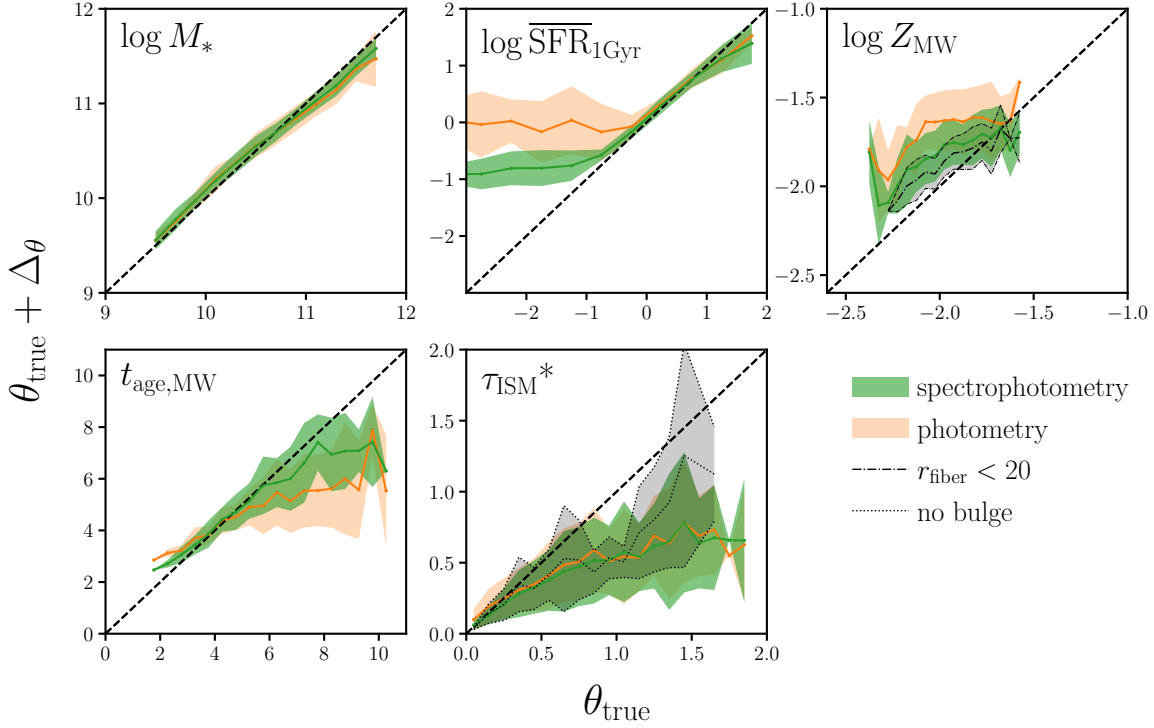 log M*
12
11
10
9
9 10 11 12
log SFR1Gyr
2
1
0
−1
−2
−2 −1 0 1 2
log ZMW
−1.0
−1.5
−2.0
−2.5
−2.5 −2.0 −1.5 −1.0
θtrue + Δθ
tage,MW
10
8
6
4
2
0
0 2 4 6 8 10
τISM*
2.0
1.5
1.0
0.5
0.0
0.0 0.5 1.0 1.5 2.0
spectrophotometry
photometry
rfiber < 20
no bulge
θtrue